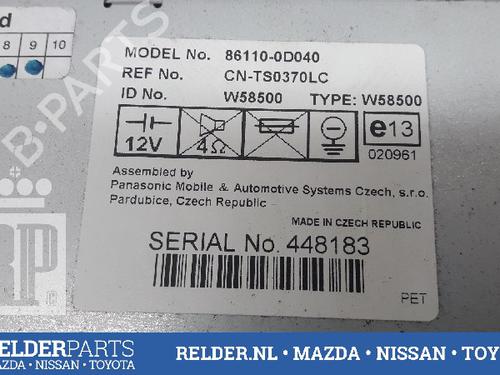 d
8 9 10
MODEL No. 86110-0D040
REF No. CN-TS0370LC
ID No. W58500 TYPE: W58500
12V 4Ω e13
020961
Assembled by
Panasonic Mobile & Automotive Systems Czech, s.r.o.
Pardubice, Czech Republic
MADE IN CZECH REPUBLIC
SERIAL No. 448183
PET
B-PARTS
RP
RELDERPARTS
MAZDA • NISSAN • TOYOTA
RELDER.NL • MAZDA • NISSAN • TOYO